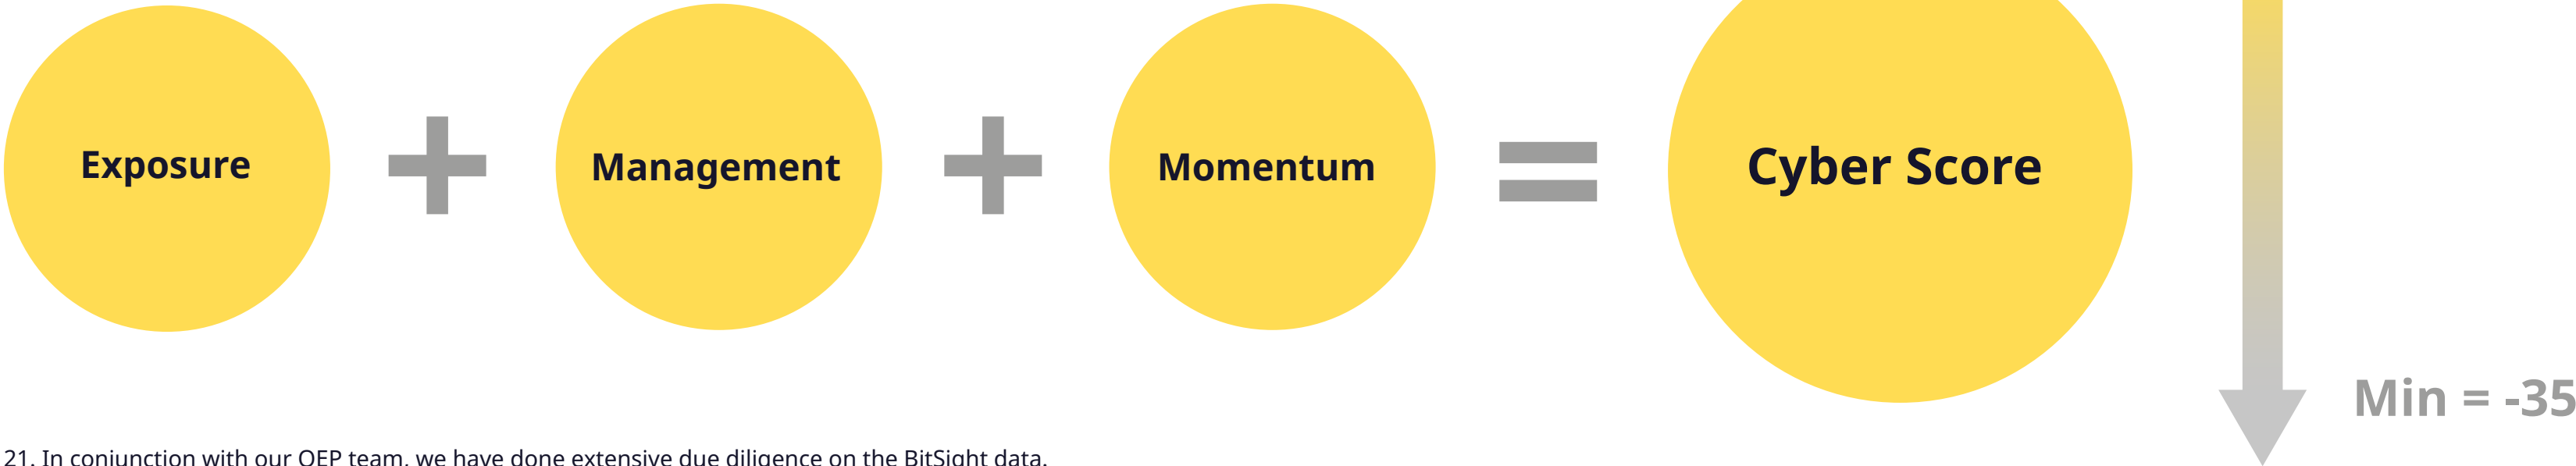 Exposure
+
Management
+
Momentum
=
Cyber Score
Min = -35
21. In conjunction with our QEP team, we have done extensive due diligence on the BitSight data.